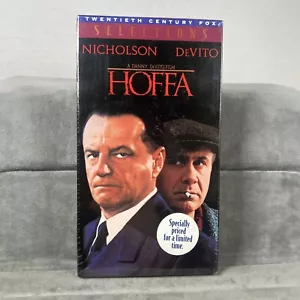 TWENTIETH CENTURY FOX
SELECTIONS
NICHOLSON DEVITO
A DANNY DEVITO FILM
HOFFA
Specially
priced
for a limited
time.